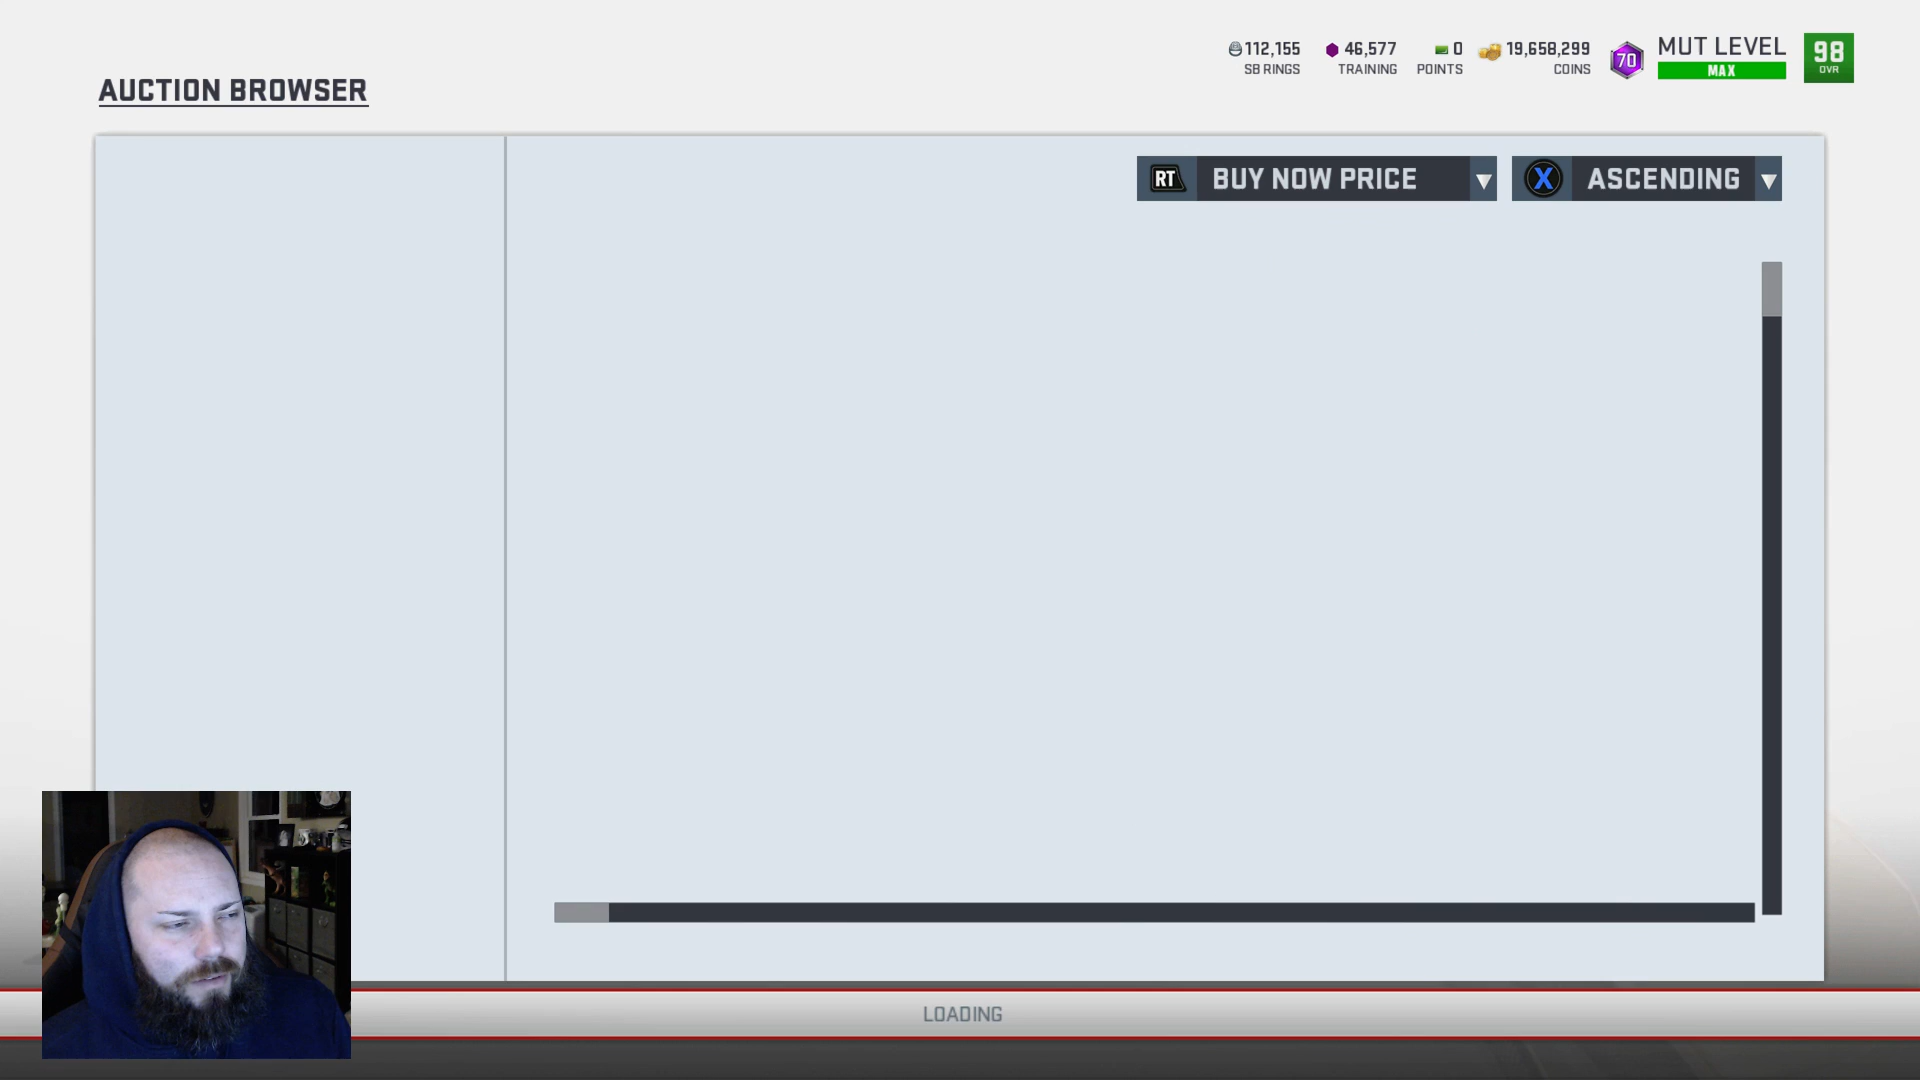 112,155
SB RINGS
46,577
TRAINING
0
POINTS
19,658,299
COINS
70
MUT LEVEL
MAX
98
OVR
AUCTION BROWSER
RT BUY NOW PRICE
X ASCENDING
LOADING